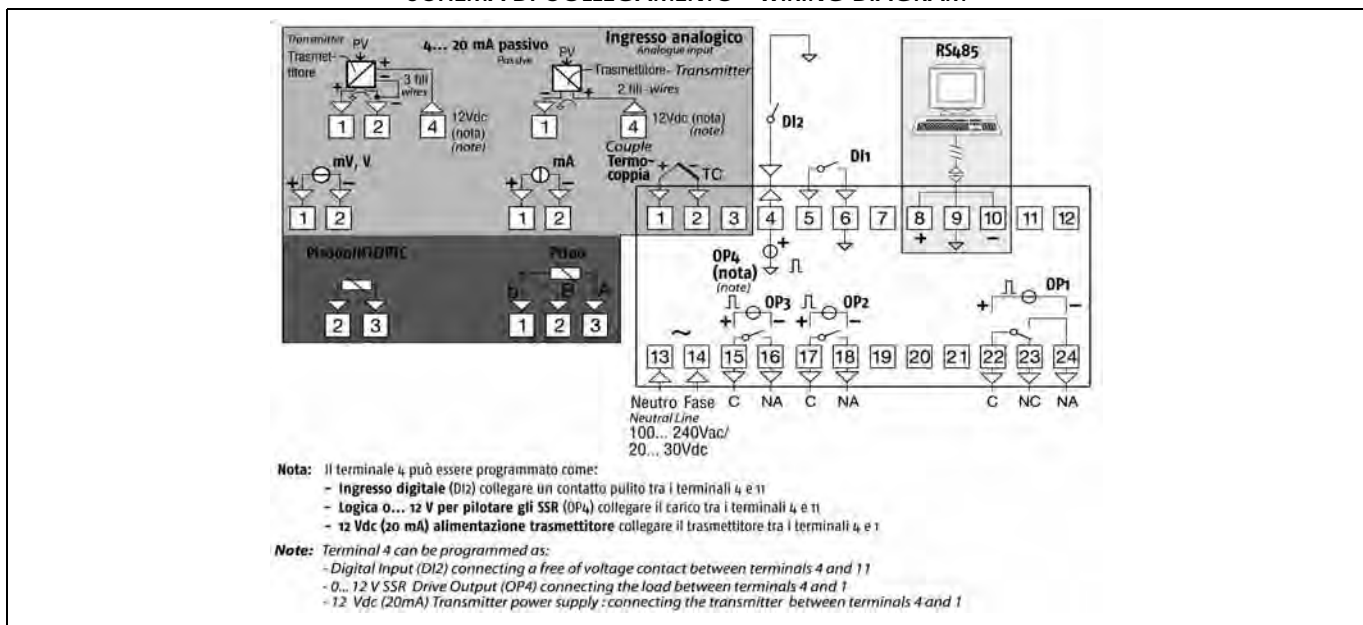 SCHEMA DI COLLEGAMENTO - WIRING DIAGRAM
Transmitter PV
Trasmet-
titore
4... 20 mA passivo
Passive
PV
Ingresso analogico
Analogue input
Trasmettitore - Transmitter
+
-
+
-
3 fili
wires
-
+
2 fili - wires
1 2 4
12Vdc
(nota)
(note)
1 4
12Vdc (nota)
(note)
mV, V
+ -
1 2
mA
+ -
1 2
Couple
Termo-
coppia
+ -
TC
DI2
DI1
RS485
1 2 3 4 5 6 7 8 9 10 11 12
+ -
Pt100
B A
2 3
1 2 3
OP4
(nota)
(note)
+
OP3
+ -
OP2
+ -
OP1
+ -
~
13 14 15 16 17 18 19 20 21 22 23 24
Neutro Fase C NA C NA C NC NA
Neutral Line
100... 240Vac/
20... 30Vdc
Nota: Il terminale 4 può essere programmato come:
- Ingresso digitale (DI2) collegare un contatto pulito tra i terminali 4 e 11
- Logica 0... 12 V per pilotare gli SSR (OP4) collegare il carico tra i terminali 4 e 11
- 12 Vdc (20 mA) alimentazione trasmettitore collegare il trasmettitore tra i terminali 4 e 1
Note: Terminal 4 can be programmed as:
- Digital Input (DI2) connecting a free of voltage contact between terminals 4 and 11
- 0... 12 V SSR Drive Output (OP4) connecting the load between terminals 4 and 1
- 12 Vdc (20mA) Transmitter power supply : connecting the transmitter between terminals 4 and 1